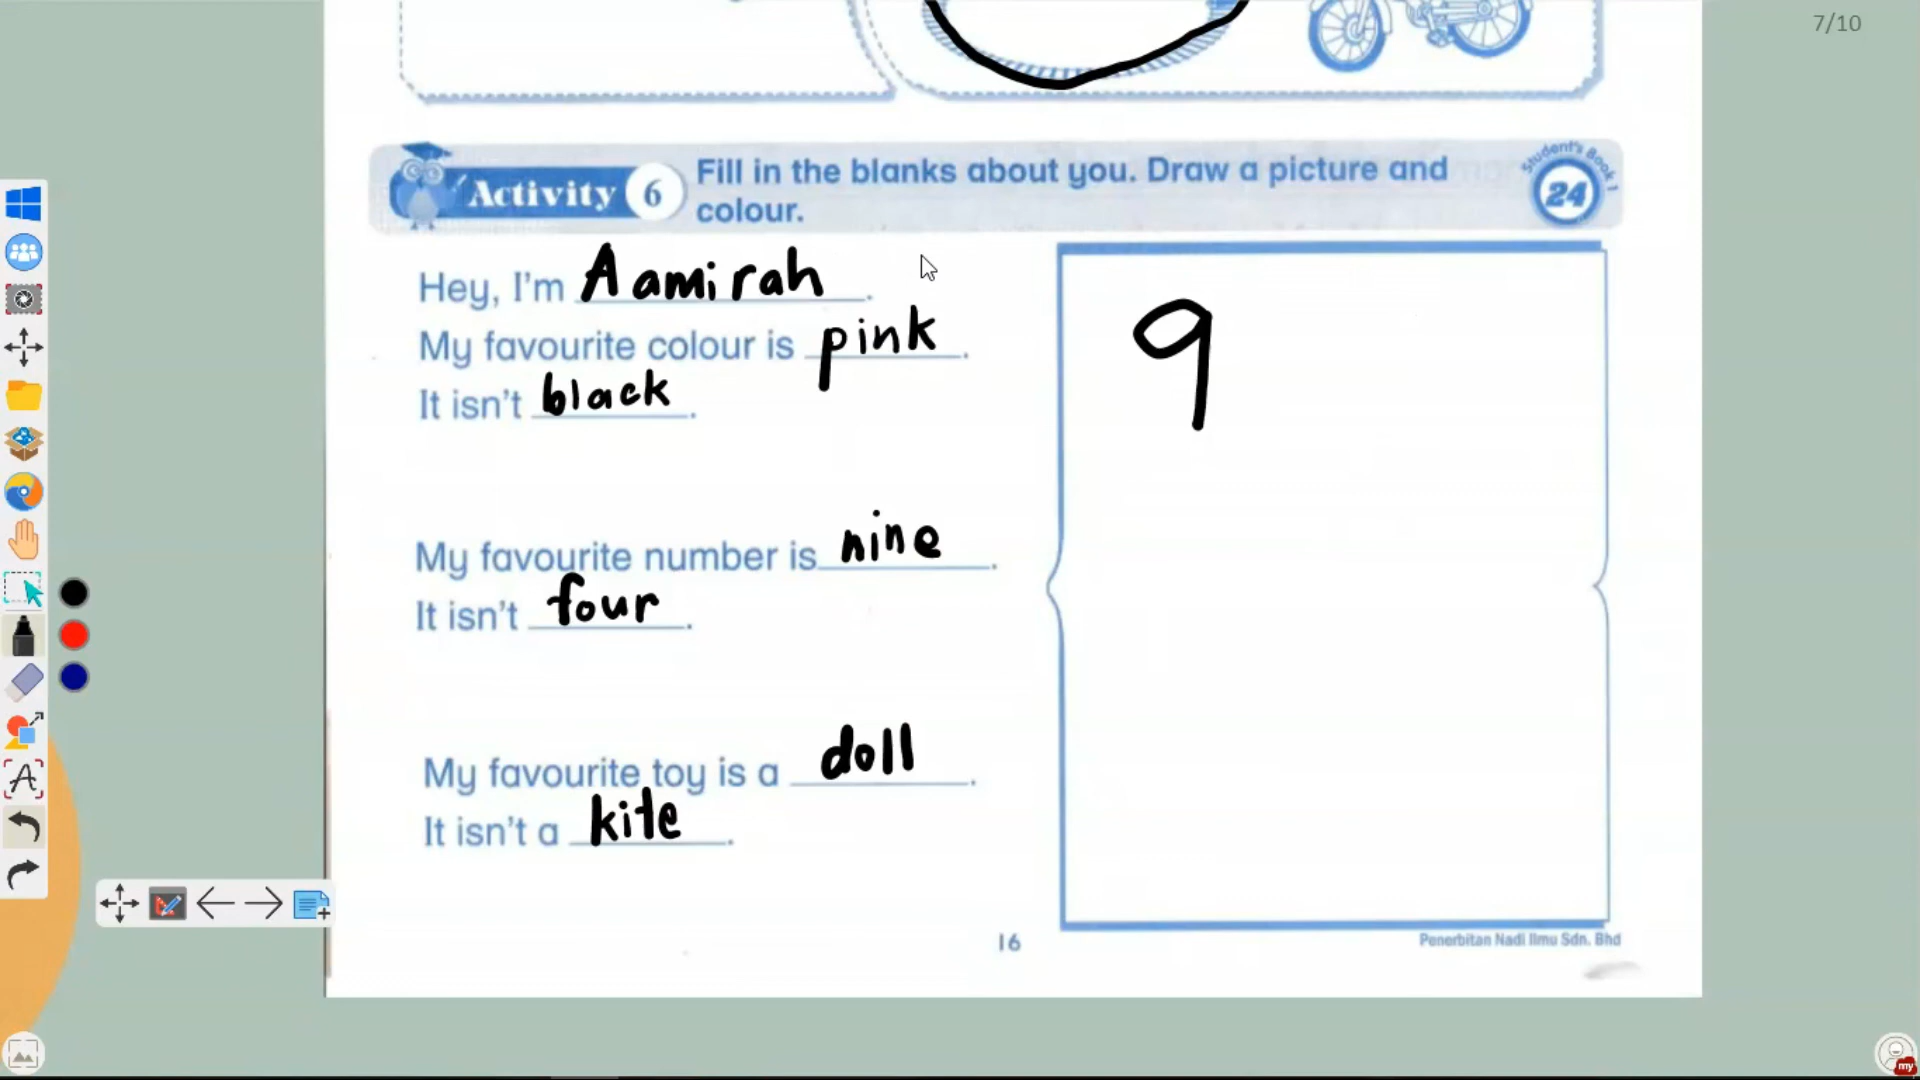 7/10
Activity 6
Fill in the blanks about you. Draw a picture and
colour.
Student's Book 1
24
Hey, I'm Aamirah.
My favourite colour is pink.
It isn't black.
9
My favourite number is nine.
It isn't four.
My favourite toy is a doll.
It isn't a kite.
16
Penerbitan Nadi Ilmu Sdn. Bhd
my